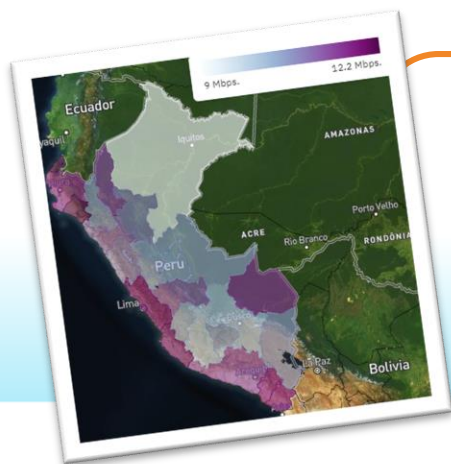 9 Mbps.
12.2 Mbps.
Ecuador
yaquil
Iquitos
AMAZONAS
Porto Velho
ACRE
Rio Branco
RONDÔNIA
Peru
Lima
La Paz
Bolivia